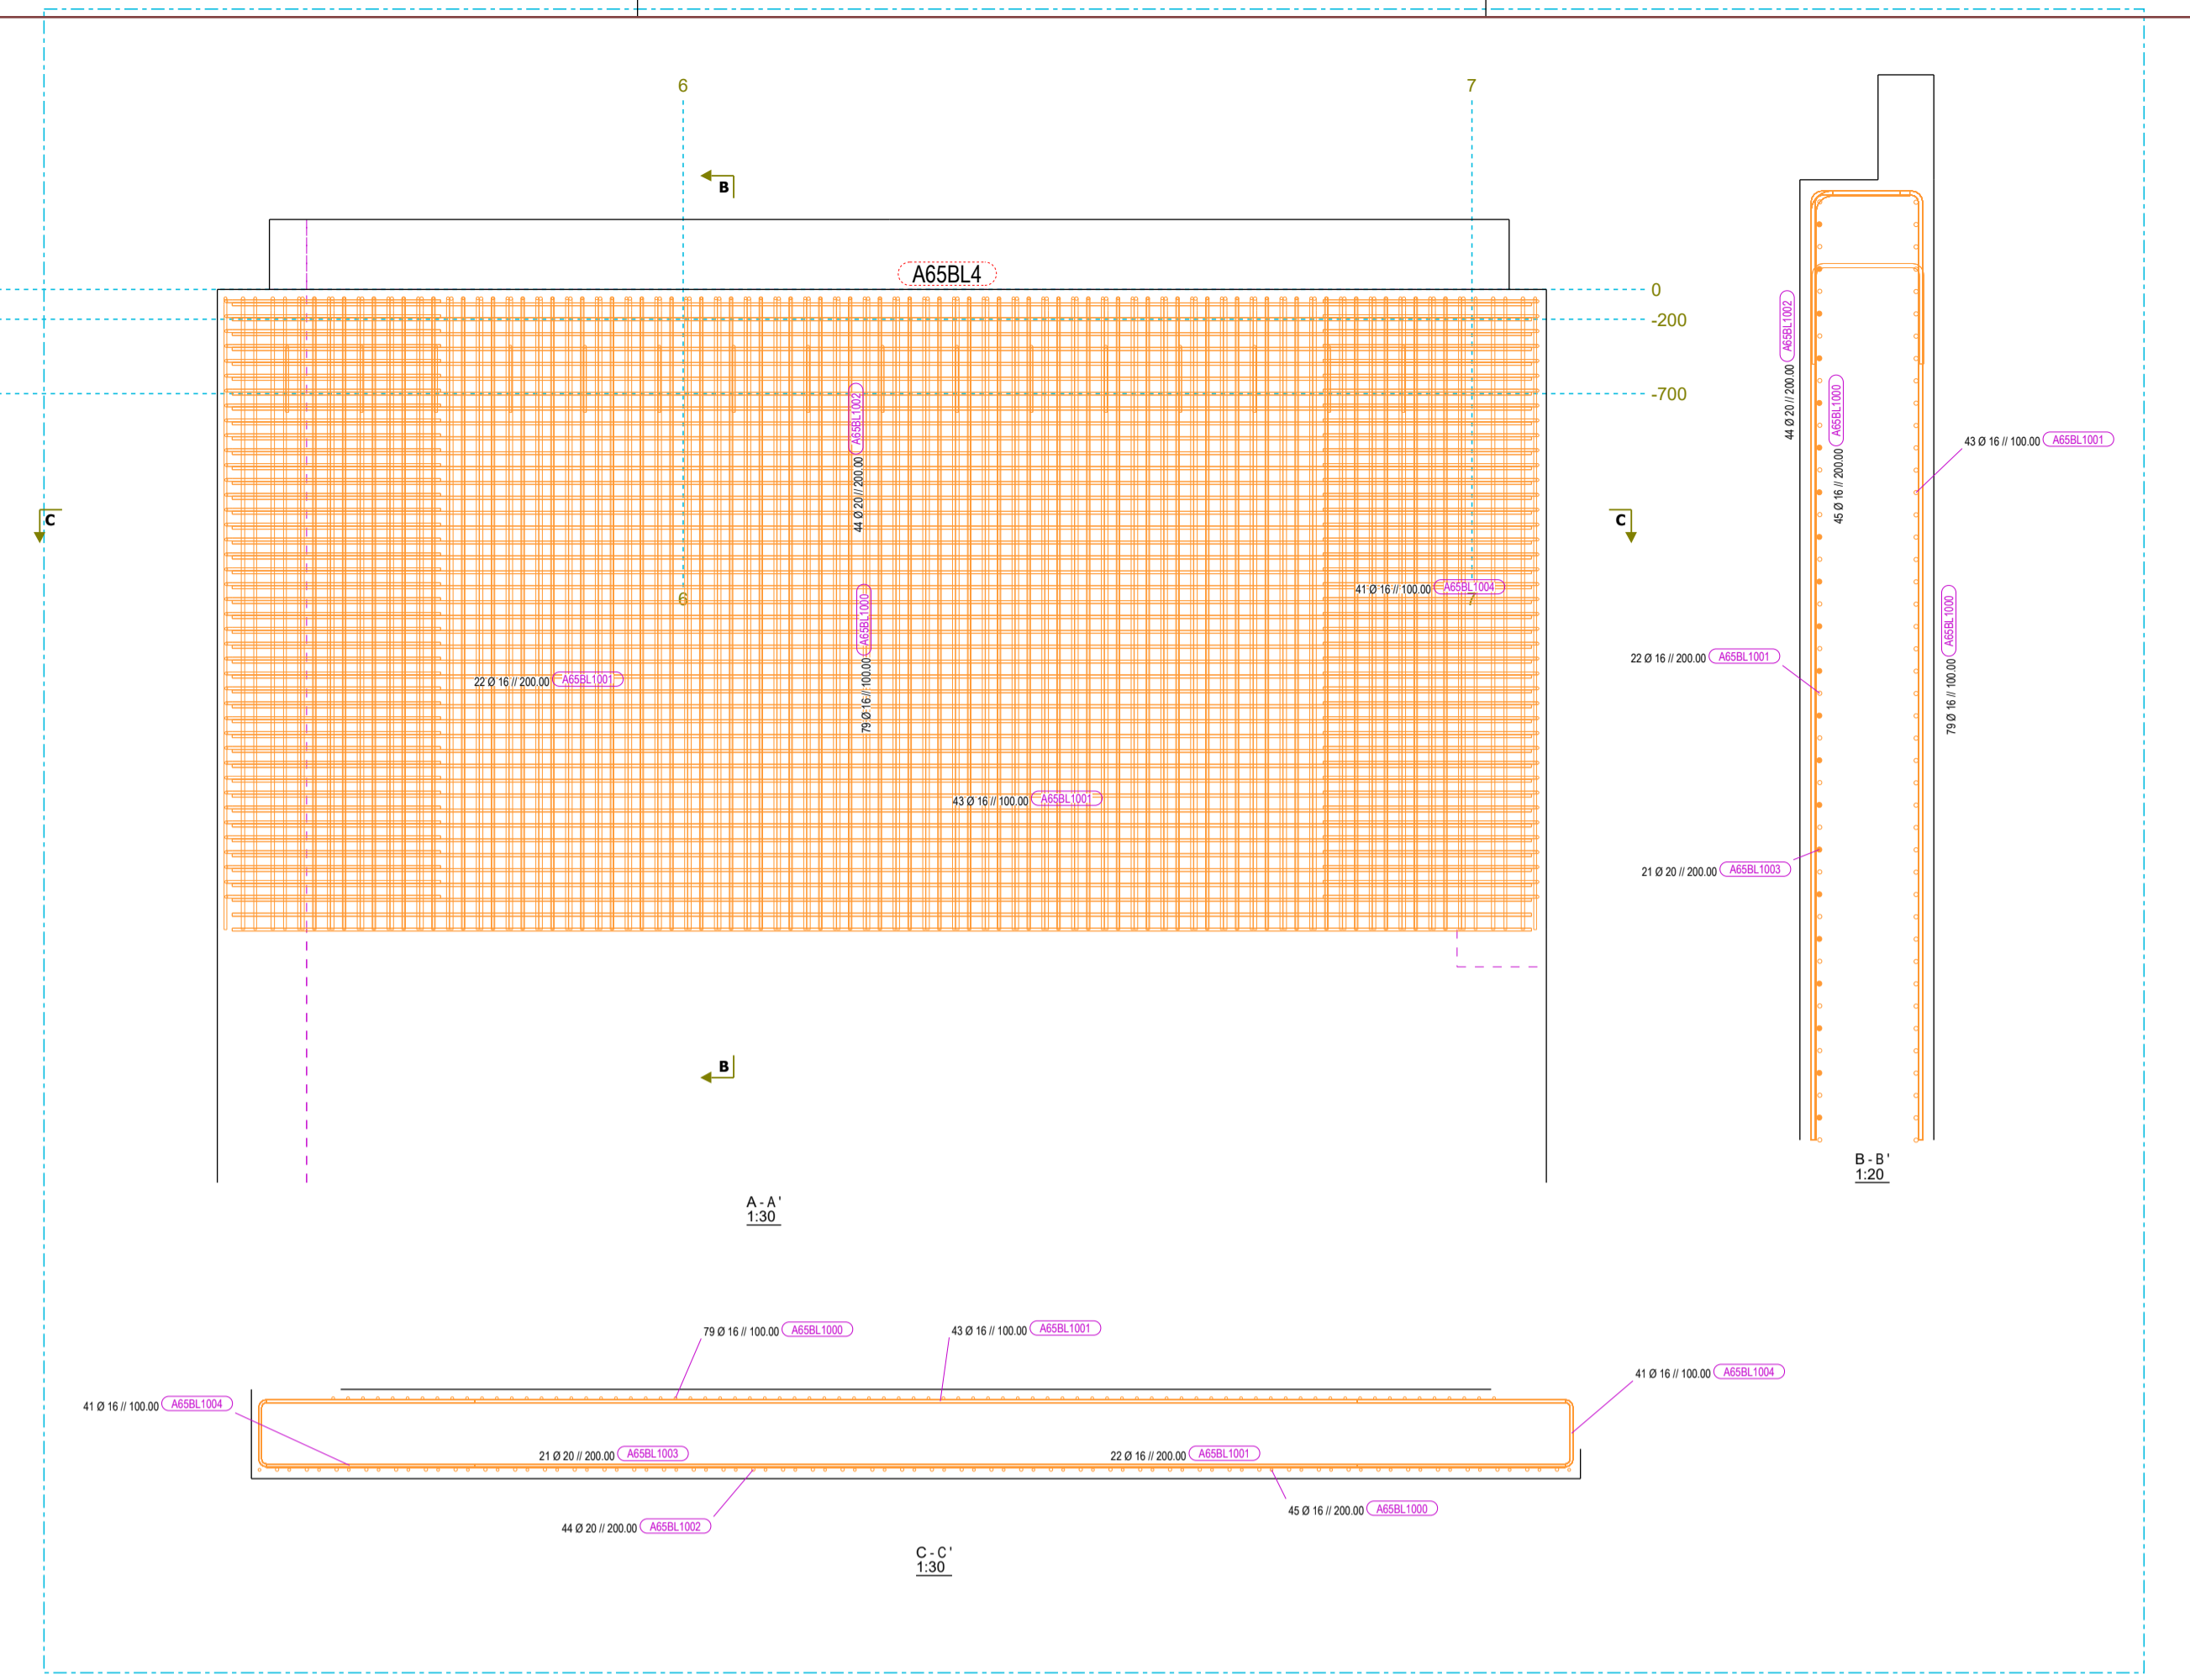 6
7
B
A65BL4
0
-200
-700
44 Ø 20 // 200.00 A65BL1002
C
C
79 Ø 16 // 100.00 A65BL1000
41 Ø 16 // 100.00 A65BL1004
6
7
22 Ø 16 // 200.00 A65BL1001
43 Ø 16 // 100.00 A65BL1001
B
A - A '
1:30
44 Ø 20 // 200.00 A65BL1002
45 Ø 16 // 200.00 A65BL1000
43 Ø 16 // 100.00 A65BL1001
79 Ø 16 // 100.00 A65BL1000
22 Ø 16 // 200.00 A65BL1001
21 Ø 20 // 200.00 A65BL1003
B - B '
1:20
79 Ø 16 // 100.00 A65BL1000
43 Ø 16 // 100.00 A65BL1001
41 Ø 16 // 100.00 A65BL1004
41 Ø 16 // 100.00 A65BL1004
21 Ø 20 // 200.00 A65BL1003
22 Ø 16 // 200.00 A65BL1001
45 Ø 16 // 200.00 A65BL1000
44 Ø 20 // 200.00 A65BL1002
C - C '
1:30